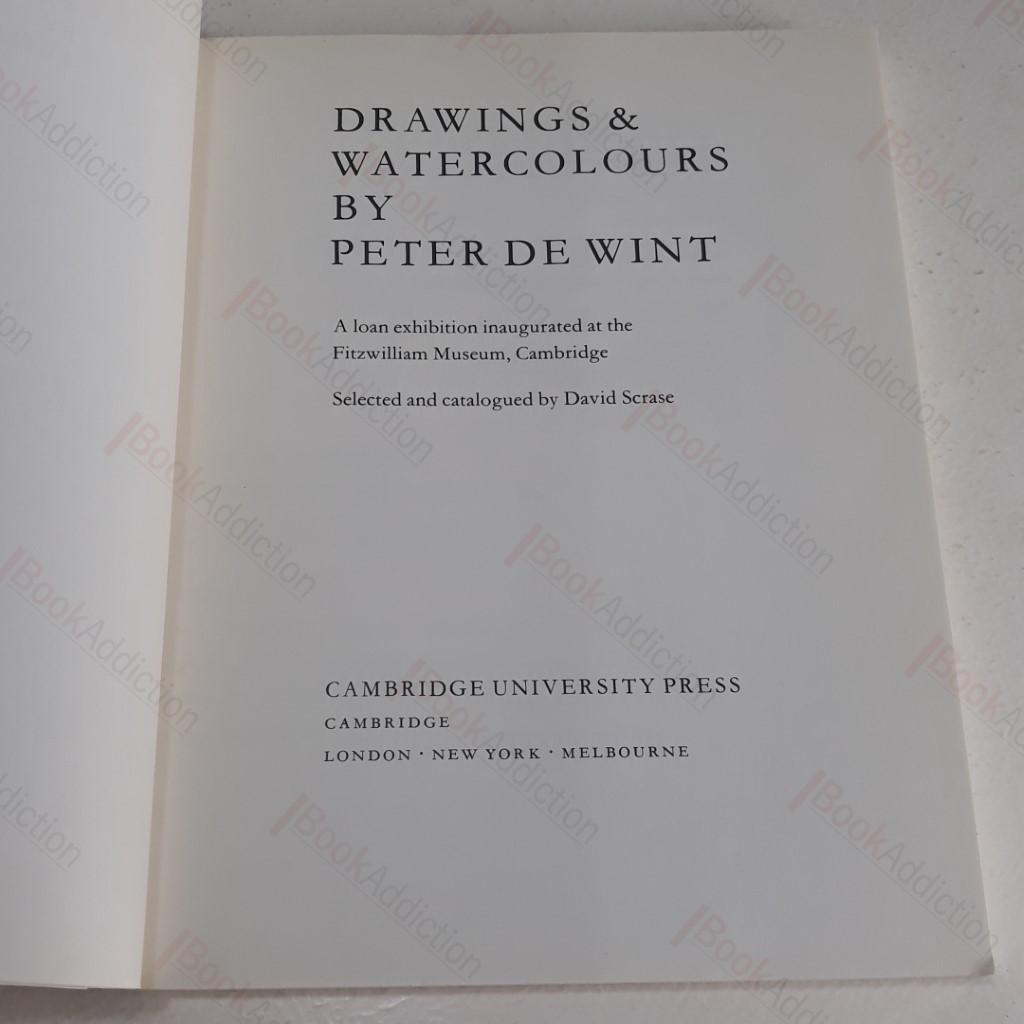 DRAWINGS &
WATERCOLOURS
BY
PETER DE WINT
A loan exhibition inaugurated at the
Fitzwilliam Museum, Cambridge
Selected and catalogued by David Scrase
CAMBRIDGE UNIVERSITY PRESS
CAMBRIDGE
LONDON · NEW YORK · MELBOURNE
BookAddiction